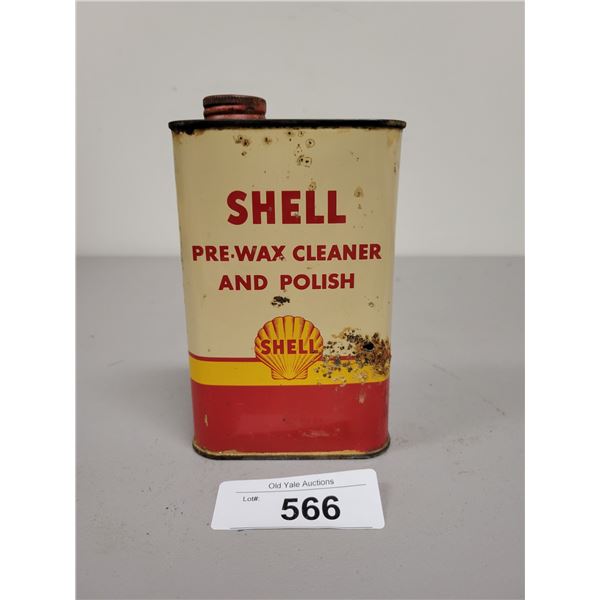 SHELL
PRE-WAX CLEANER
AND POLISH
SHELL
Old Yale Auctions
Lot#:
566